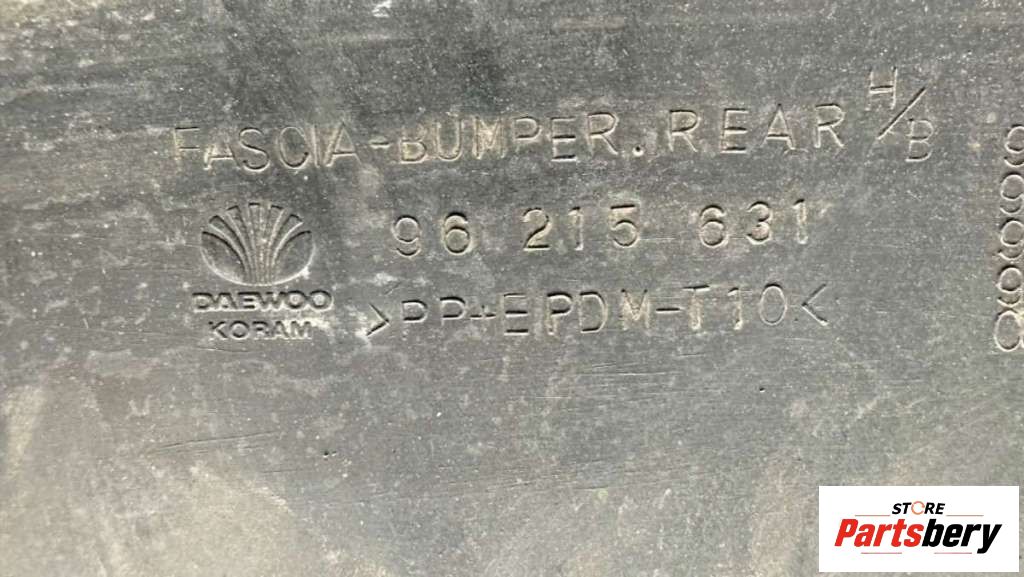 FASCIA-BUMPER.REAR H/B
96 215 631
DAEWOO
KORAM
>PP+EPDM-T10<
STORE
Partsbery